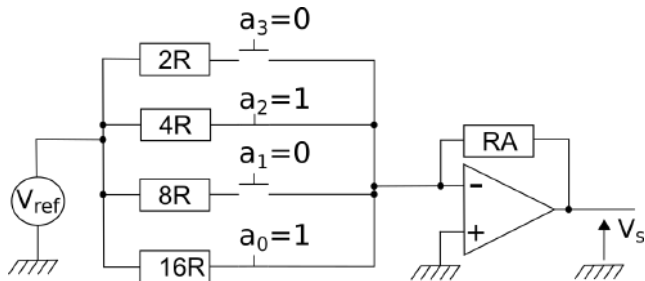 a3=0
2R
a2=1
4R
RA
a1=0
Vref
8R
-
+
Vs
a0=1
16R